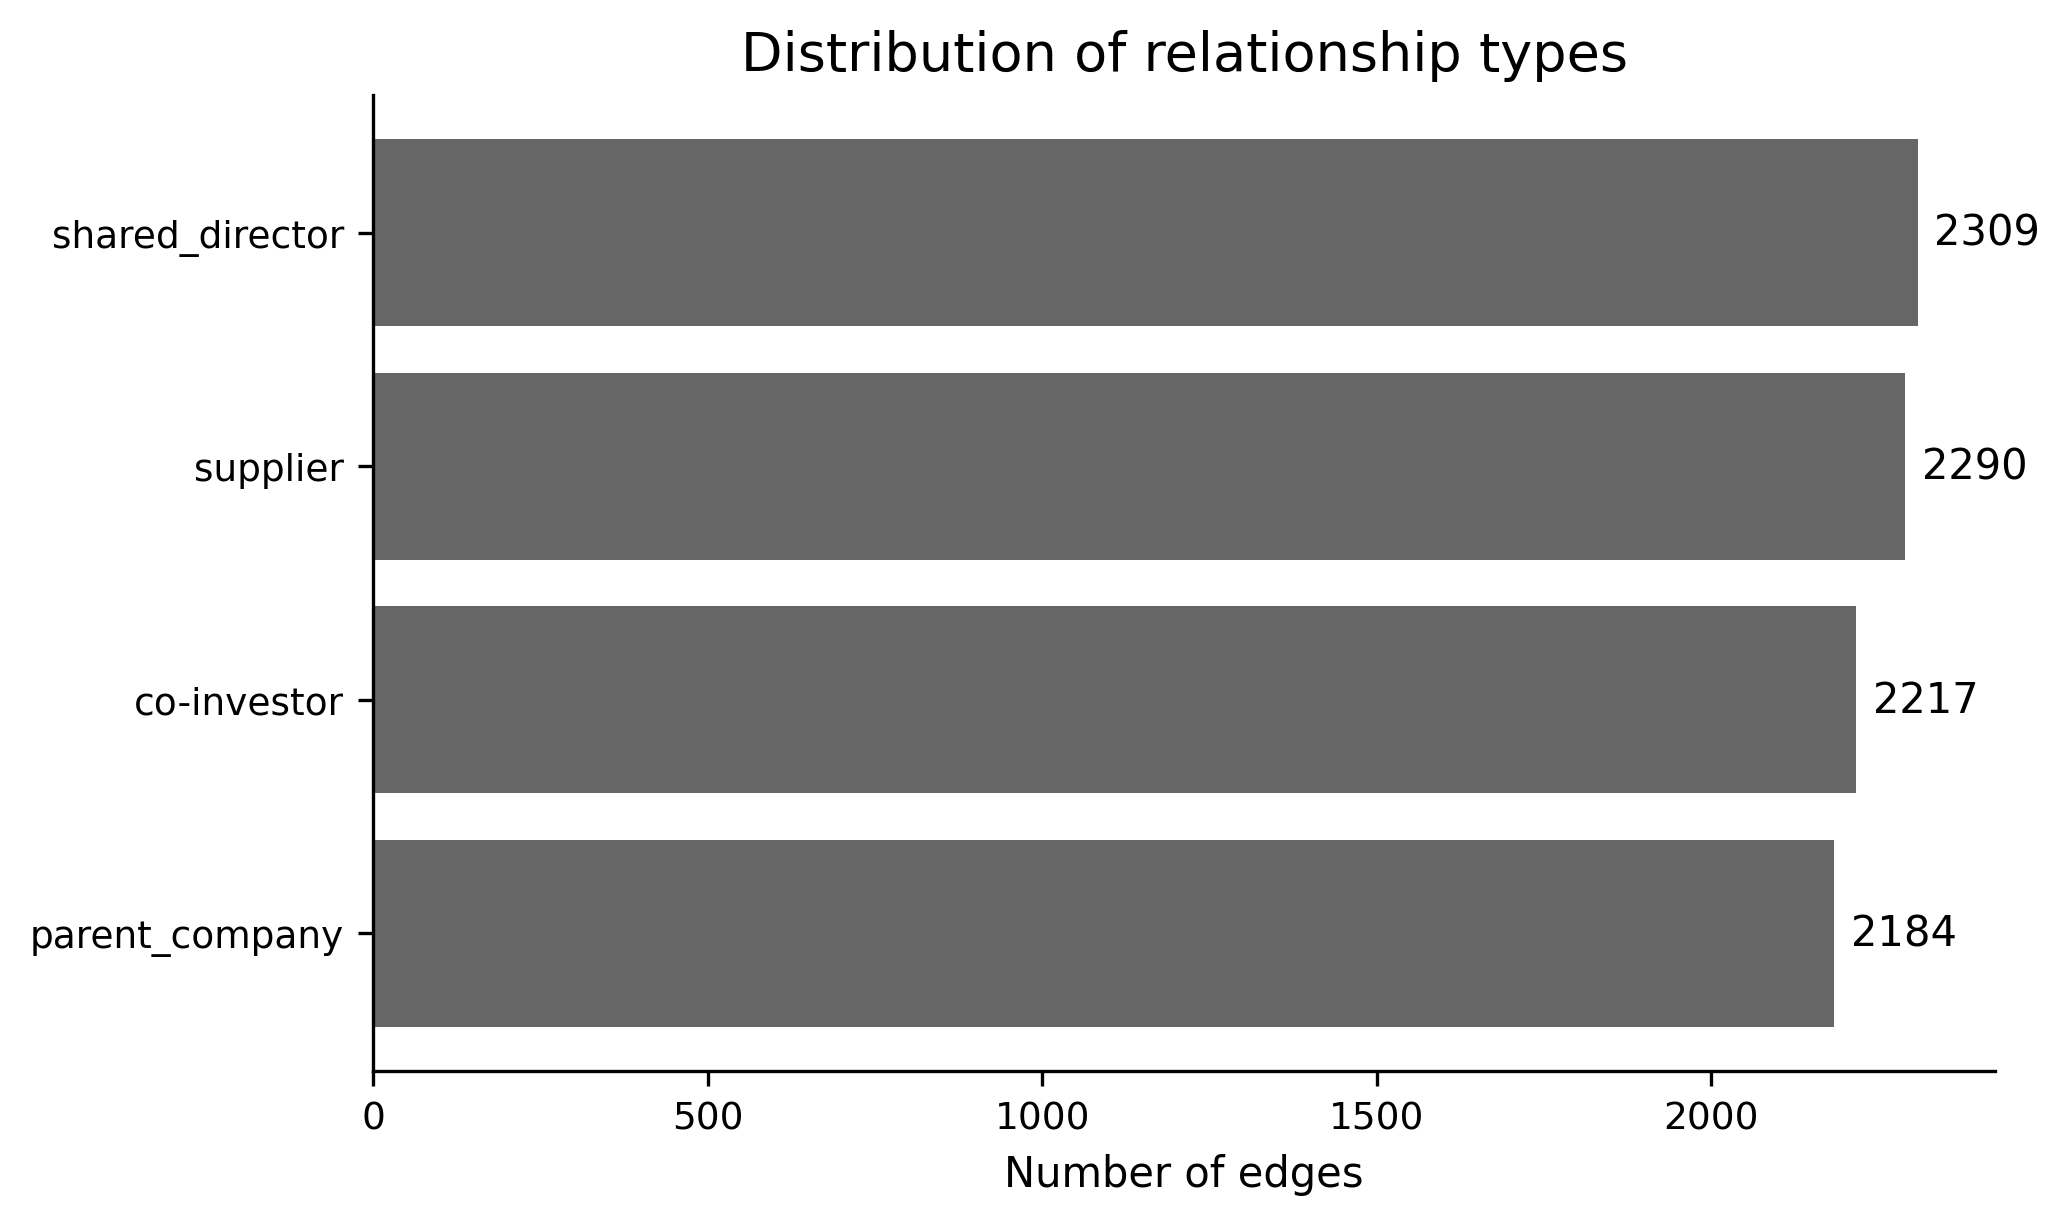 Distribution of relationship types
shared_director
2309
supplier
2290
co-investor
2217
parent_company
2184
0 500 1000 1500 2000
Number of edges